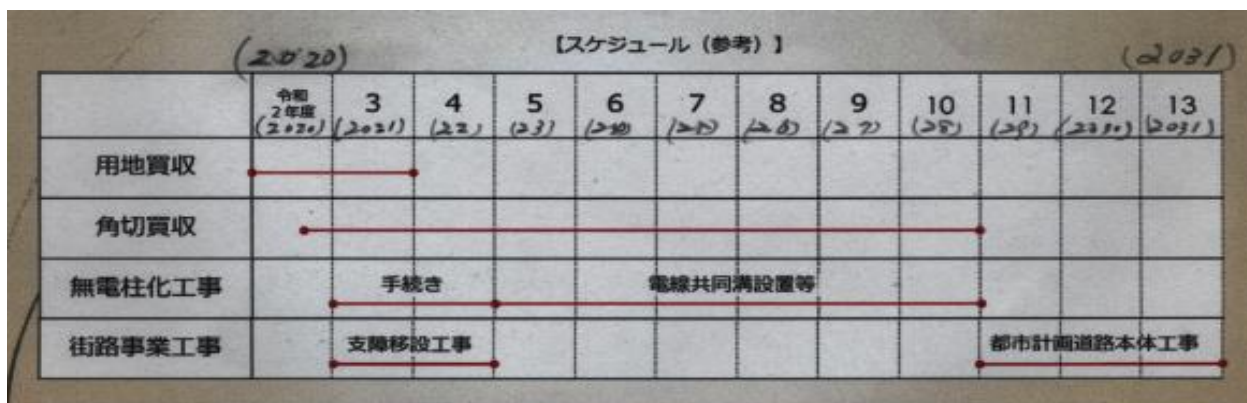 【スケジュール（参考）】
(2020) (2031)
令和
2年度 3 4 5 6 7 8 9 10 11 12 13
(2020) (2021) (22) (23) (27) (28) (29) (2030) (2031)
用地買収
角切買収
無電柱化工事 手続き 電線共同溝設置等
街路事業工事 支障移設工事 都市計画道路本体工事